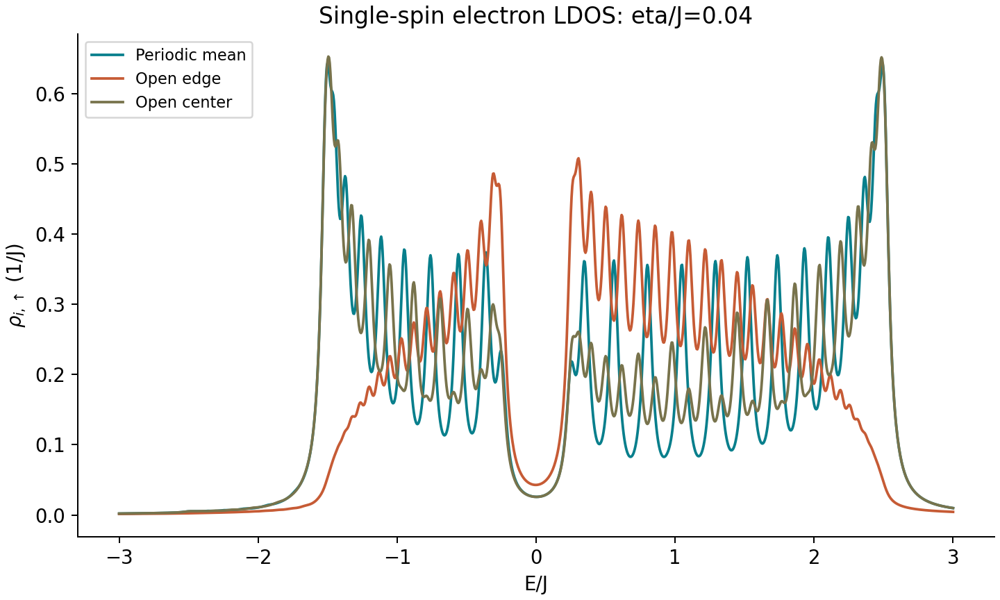 Single-spin electron LDOS: eta/J=0.04
Periodic mean
Open edge
Open center
ρi,↑ (1/J)
0.6
0.5
0.4
0.3
0.2
0.1
0.0
−3
−2
−1
0
1
2
3
E/J